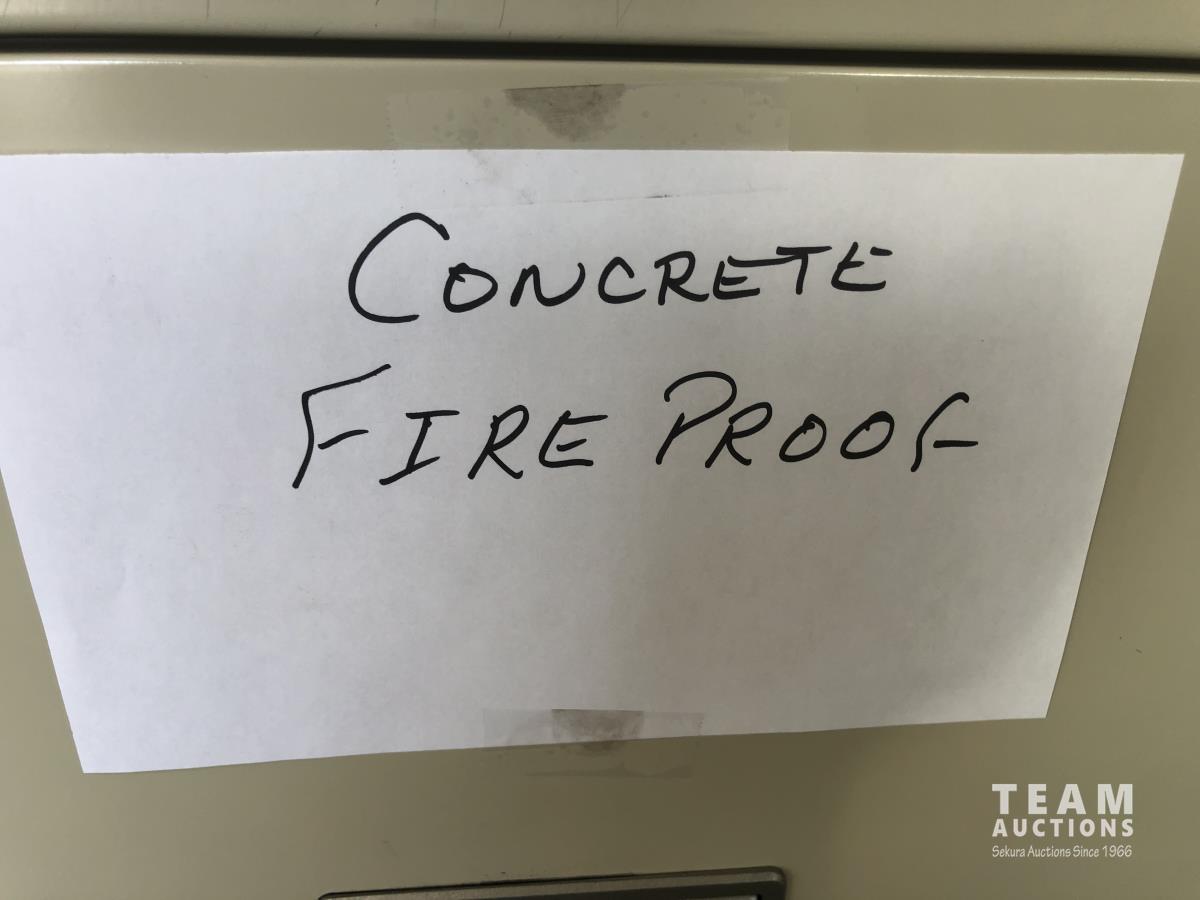 CONCRETE
FIRE PROOF
TEAM
AUCTIONS
Sekura Auctions Since 1966